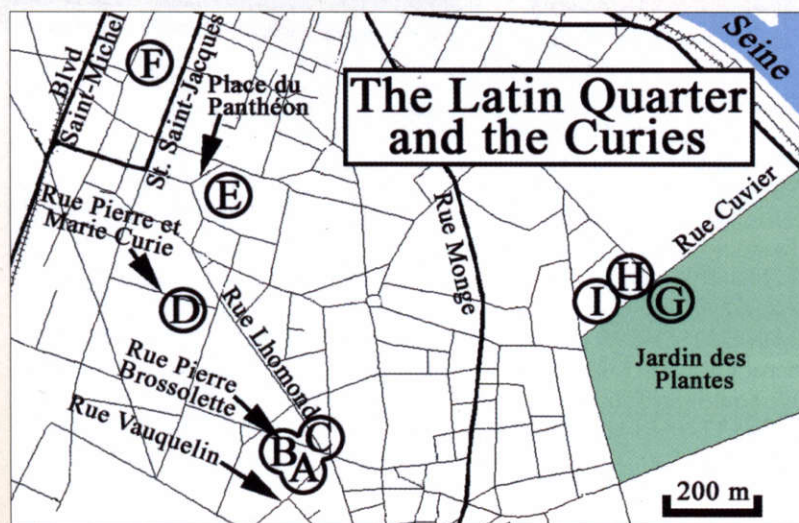 Seine
The Latin Quarter
and the Curies
Blvd
Saint-Michel
F
St. Saint-Jacques
Place du
Panthéon
E
Rue Pierre et
Marie Curie
D
Rue Lhomond
Rue Monge
Rue Cuvier
H
I
G
Jardin des
Plantes
Rue Pierre
Brossolette
Rue Vauquelin
C
B
A
200 m